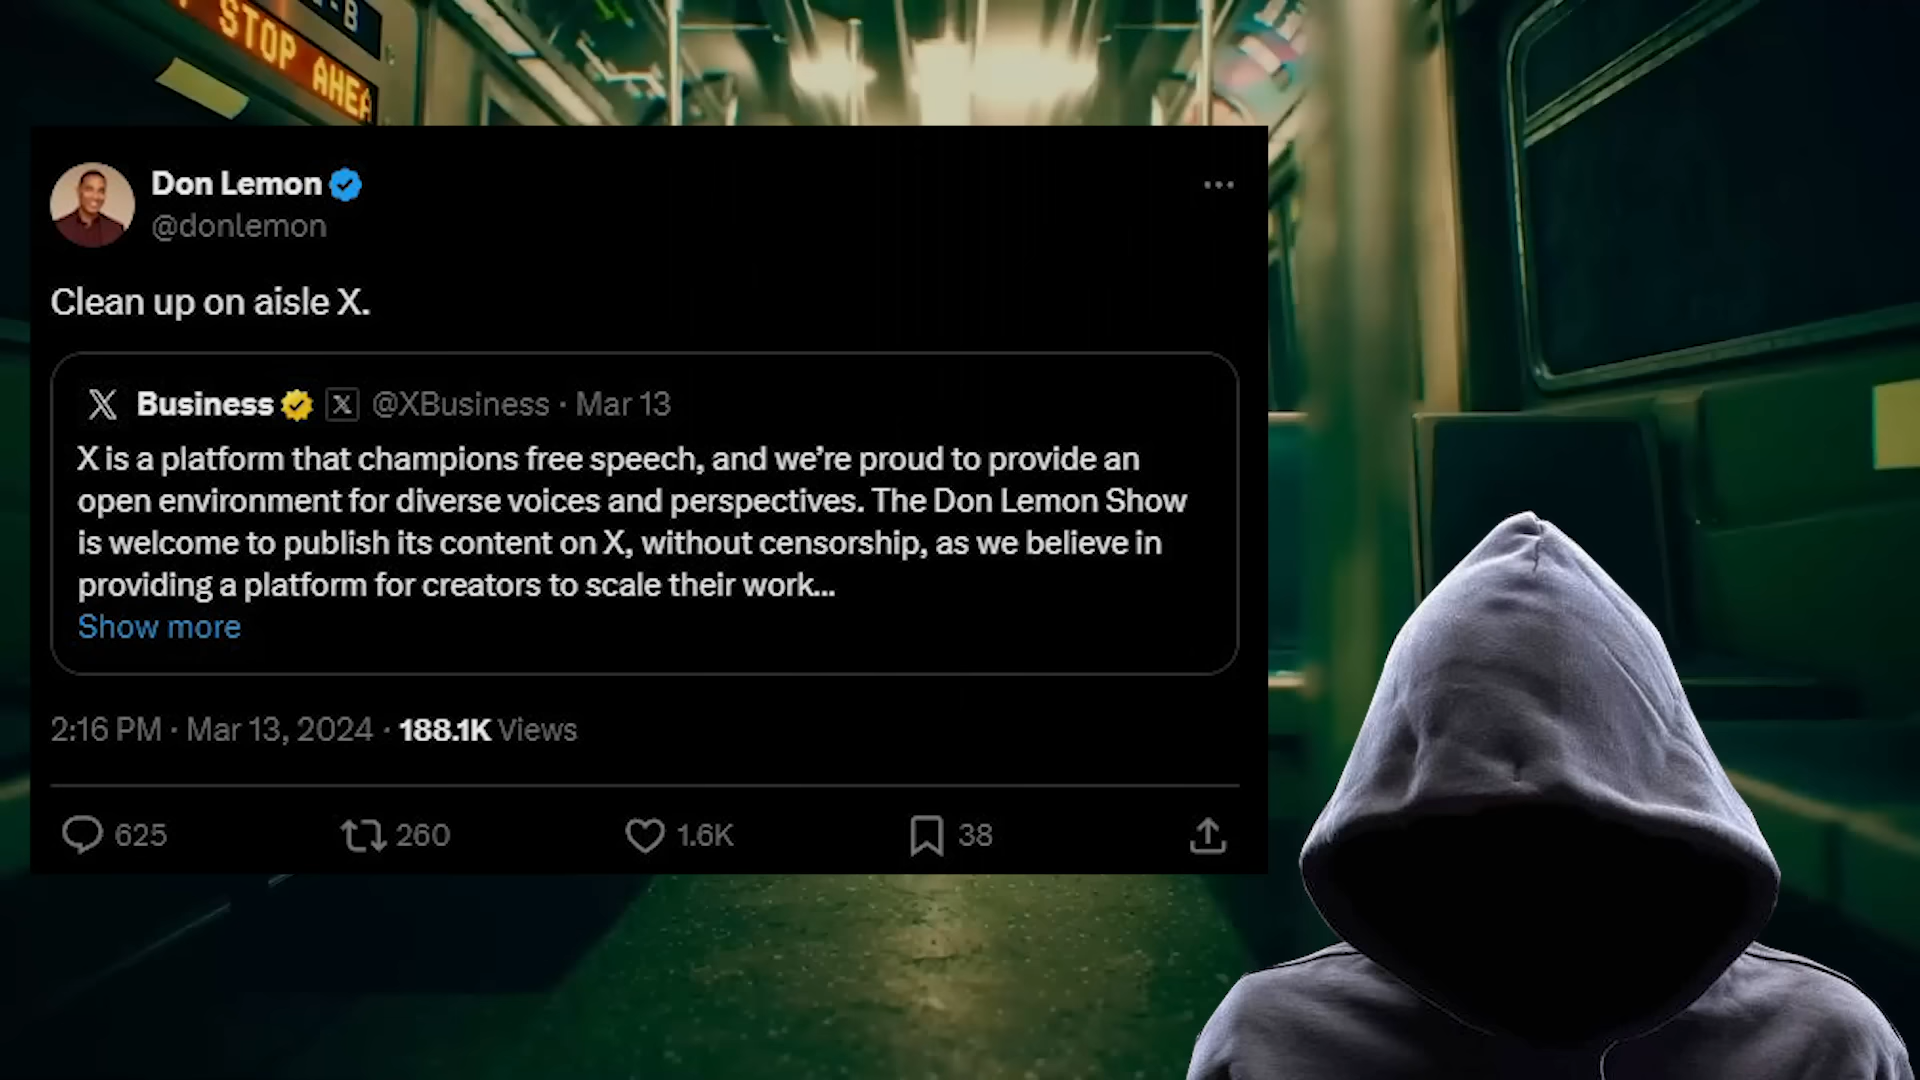 -B
STOP AHEA
Don Lemon
@donlemon
Clean up on aisle X.
X Business X @XBusiness · Mar 13
X is a platform that champions free speech, and we’re proud to provide an
open environment for diverse voices and perspectives. The Don Lemon Show
is welcome to publish its content on X, without censorship, as we believe in
providing a platform for creators to scale their work...
Show more
2:16 PM · Mar 13, 2024 · 188.1K Views
625 260 1.6K 38